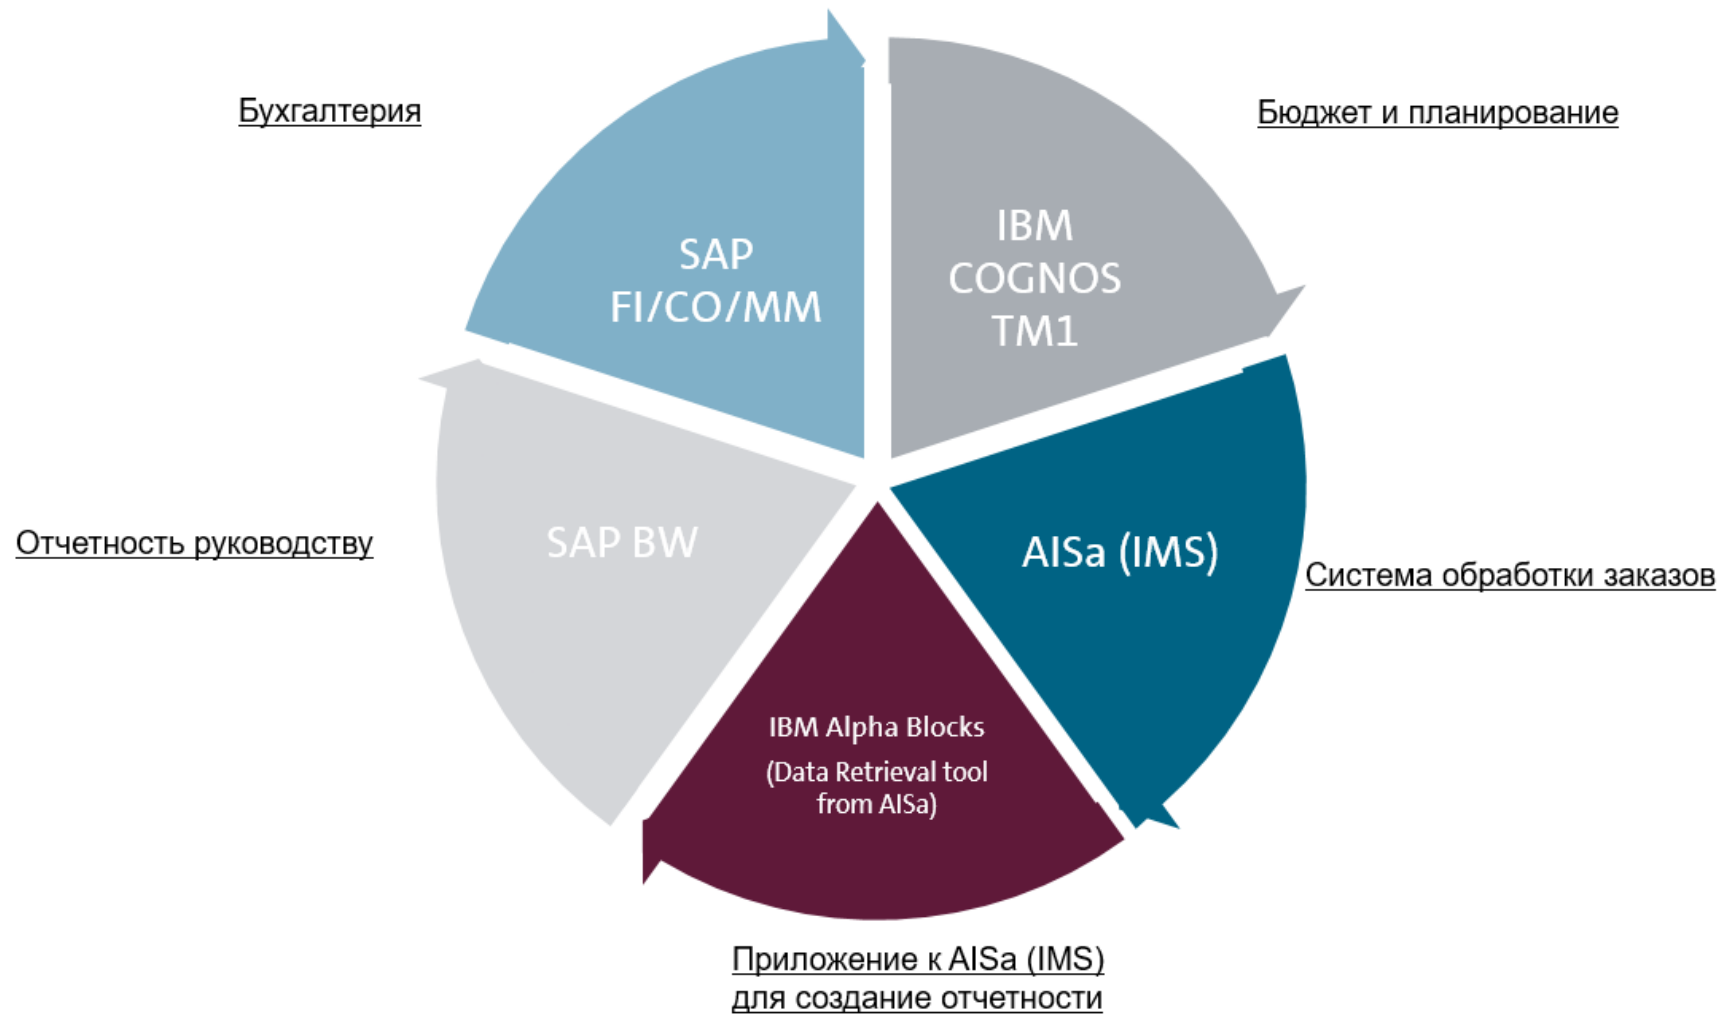 Бухгалтерия
Бюджет и планирование
SAP
FI/CO/MM
IBM
COGNOS
TM1
Отчетность руководству
SAP BW
AISa (IMS)
Система обработки заказов
IBM Alpha Blocks
(Data Retrieval tool
from AISa)
Приложение к AISa (IMS)
для создание отчетности